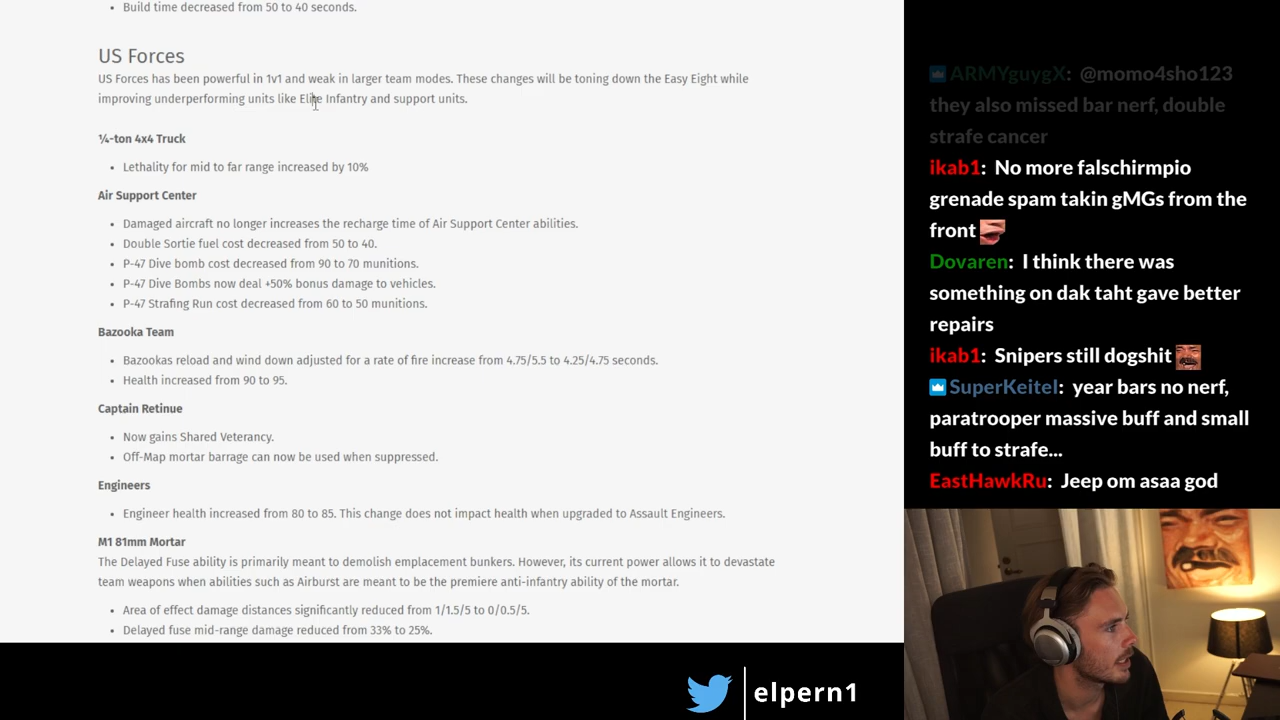 Build time decreased from 50 to 40 seconds.
US Forces
US Forces has been powerful in 1v1 and weak in larger team modes. These changes will be toning down the Easy Eight while
improving underperforming units like Elite Infantry and support units.
¼-ton 4x4 Truck
Lethality for mid to far range increased by 10%
Air Support Center
Damaged aircraft no longer increases the recharge time of Air Support Center abilities.
Double Sortie fuel cost decreased from 50 to 40.
P-47 Dive bomb cost decreased from 90 to 70 munitions.
P-47 Dive Bombs now deal +50% bonus damage to vehicles.
P-47 Strafing Run cost decreased from 60 to 50 munitions.
Bazooka Team
Bazookas reload and wind down adjusted for a rate of fire increase from 4.75/5.5 to 4.25/4.75 seconds.
Health increased from 90 to 95.
Captain Retinue
Now gains Shared Veterancy.
Off-Map mortar barrage can now be used when suppressed.
Engineers
Engineer health increased from 80 to 85. This change does not impact health when upgraded to Assault Engineers.
M1 81mm Mortar
The Delayed Fuse ability is primarily meant to demolish emplacement bunkers. However, its current power allows it to devastate
team weapons when abilities such as Airburst are meant to be the premiere anti-infantry ability of the mortar.
Area of effect damage distances significantly reduced from 1/1.5/5 to 0/0.5/5.
Delayed fuse mid-range damage reduced from 33% to 25%.
ARMYguygX: @momo4sho123
they also missed bar nerf, double
strafe cancer
ikab1: No more falschirmpio
grenade spam takin gMGs from the
front
Dovaren: I think there was
something on dak taht gave better
repairs
ikab1: Snipers still dogshit
SuperKeitel: year bars no nerf,
paratrooper massive buff and small
buff to strafe...
EastHawkRu: Jeep om asaa god
elpern1